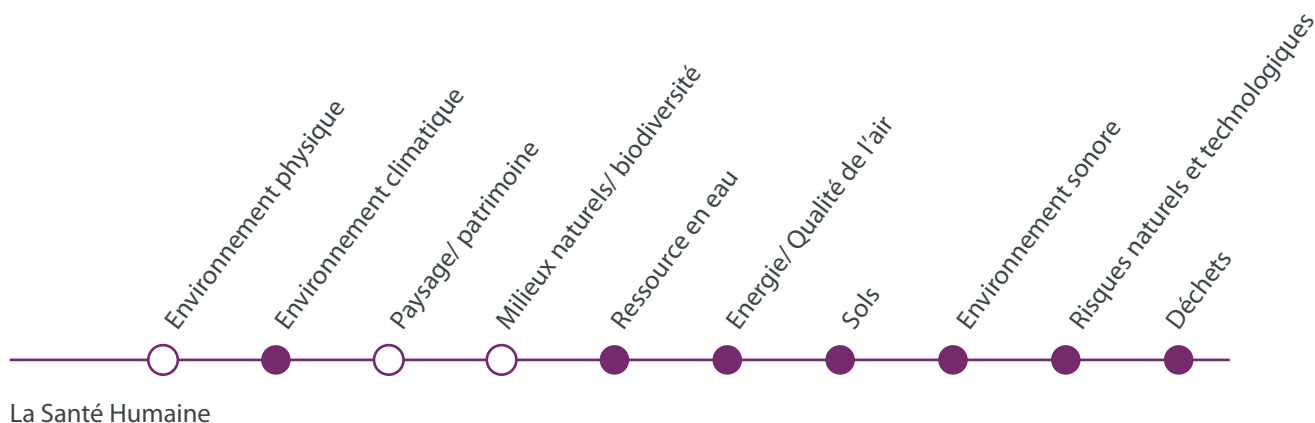 Environnement physique
Environnement climatique
Paysage/ patrimoine
Milieux naturels/ biodiversité
Ressource en eau
Energie/ Qualité de l'air
Sols
Environnement sonore
Risques naturels et technologiques
Déchets
La Santé Humaine